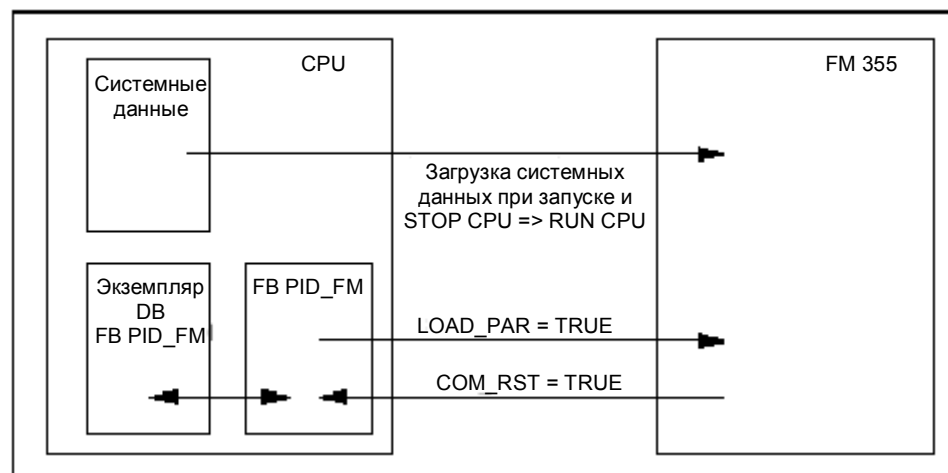 CPU
FM 355
Системные
данные
Загрузка системных
данных при запуске и
STOP CPU => RUN CPU
Экземпляр
DB
FB PID_FM
FB PID_FM
LOAD_PAR = TRUE
COM_RST = TRUE